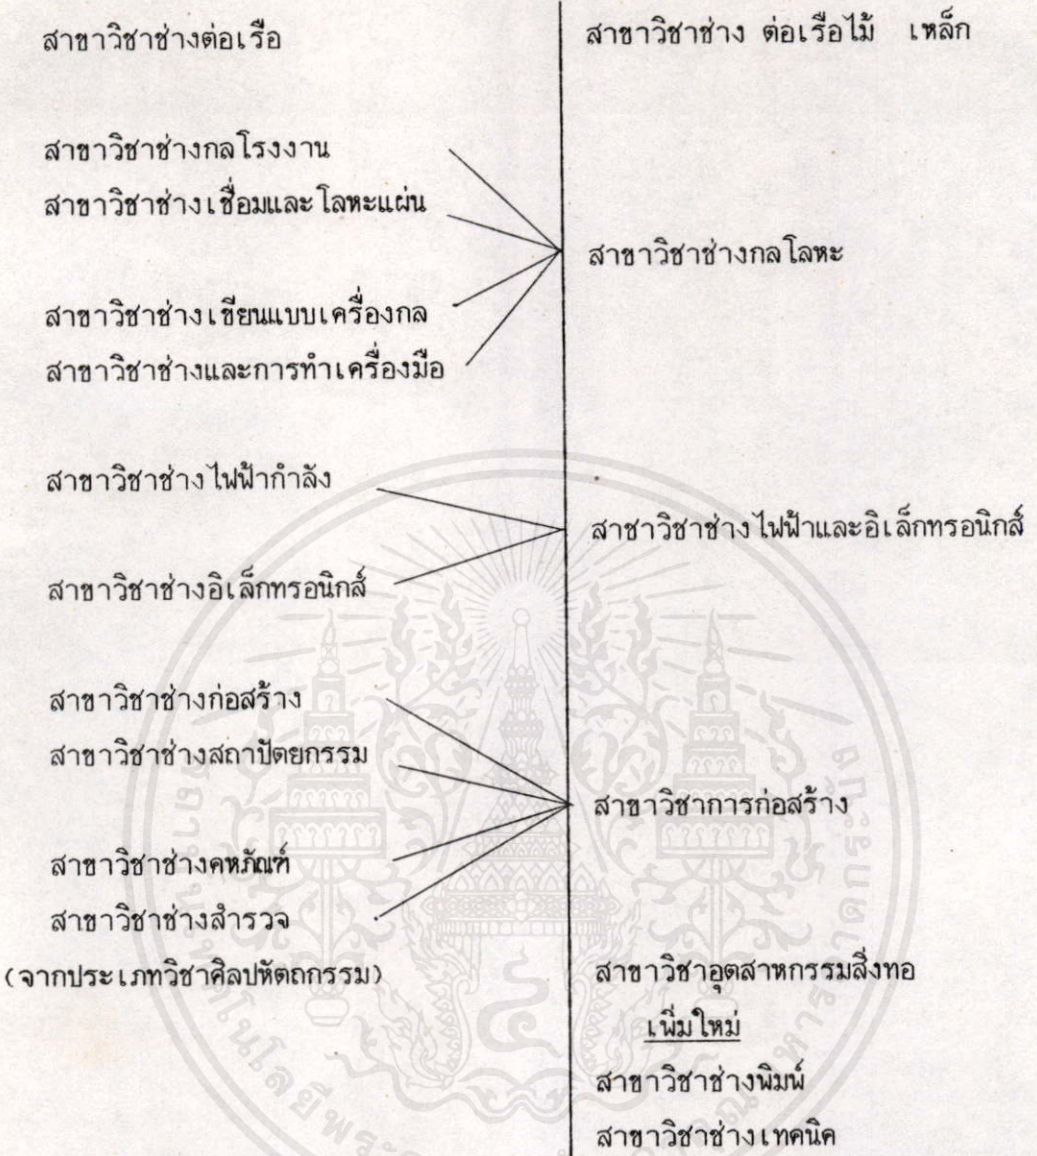 สาขาวิชาช่างต่อเรือ
สาขาวิชาช่าง ต่อเรือไม้ เหล็ก
สาขาวิชาช่างกลโรงงาน
สาขาวิชาช่างเชื่อมและโลหะแผ่น
สาขาวิชาช่างกลโลหะ
สาขาวิชาช่างเขียนแบบเครื่องกล
สาขาวิชาช่างและการทำเครื่องมือ
สาขาวิชาช่างไฟฟ้ากำลัง
สาชาวิชาช่างไฟฟ้าและอิเล็กทรอนิกส์
สาขาวิชาช่างอิเล็กทรอนิกส์
สาขาวิชาช่างก่อสร้าง
สาขาวิชาช่างสถาปัตยกรรม
สาขาวิชาการก่อสร้าง
สาขาวิชาช่างคหภัณฑ์
สาขาวิชาช่างสำรวจ
(จากประเภทวิชาศิลปหัตถกรรม)
สาขาวิชาอุตสาหกรรมสิ่งทอ
เพิ่มใหม่
สาขาวิชาช่างพิมพ์
สาขาวิชาช่างเทคนิค